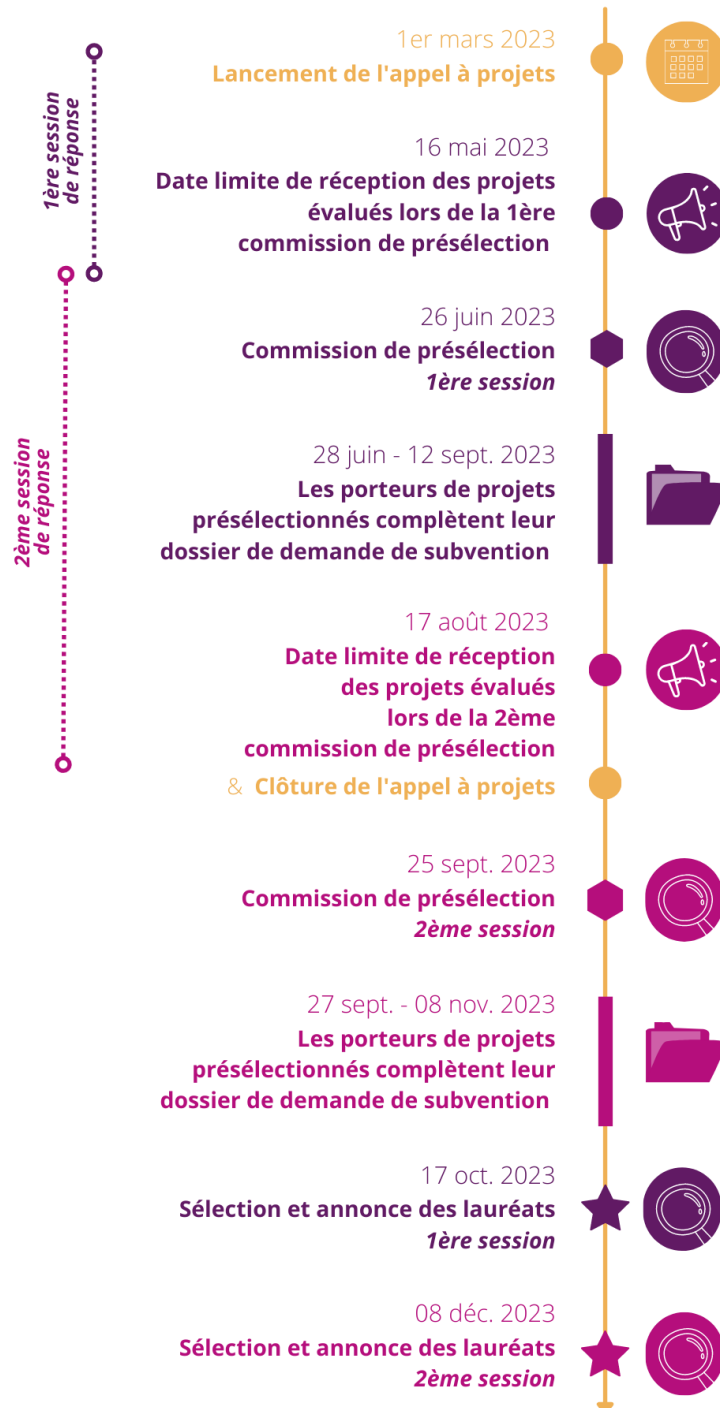 1er mars 2023
Lancement de l'appel à projets
1ère session
de réponse
16 mai 2023
Date limite de réception des projets
évalués lors de la 1ère
commission de présélection
26 juin 2023
Commission de présélection
1ère session
2ème session
de réponse
28 juin - 12 sept. 2023
Les porteurs de projets
présélectionnés complètent leur
dossier de demande de subvention
17 août 2023
Date limite de réception
des projets évalués
lors de la 2ème
commission de présélection
& Clôture de l'appel à projets
25 sept. 2023
Commission de présélection
2ème session
27 sept. - 08 nov. 2023
Les porteurs de projets
présélectionnés complètent leur
dossier de demande de subvention
17 oct. 2023
Sélection et annonce des lauréats
1ère session
08 déc. 2023
Sélection et annonce des lauréats
2ème session